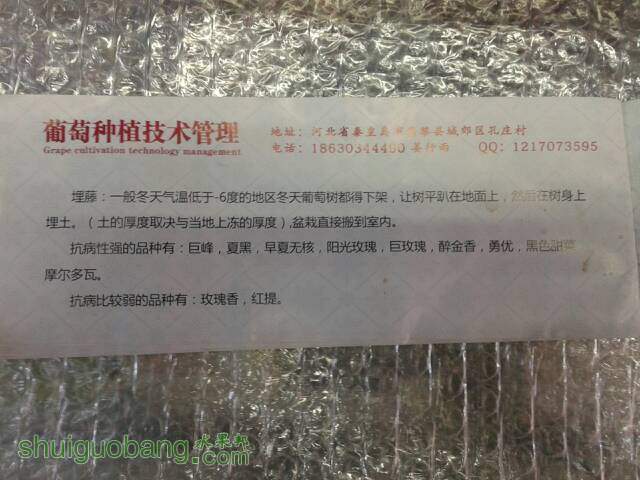 葡萄种植技术管理
Grape cultivation technology management
地址：河北省秦皇岛市昌黎县城郊区孔庄村
电话：18630344490 姜行雨 QQ：1217073595
埋藤：一般冬天气温低于-6度的地区冬天葡萄树都得下架，让树平趴在地面上，然后在树身上
埋土。（土的厚度取决与当地上冻的厚度）,盆栽直接搬到室内。
抗病性强的品种有：巨峰，夏黑，早夏无核，阳光玫瑰，巨玫瑰，醉金香，勇优，黑色甜菜
摩尔多瓦。
抗病比较弱的品种有：玫瑰香，红提。
shuiguobang.com
水果邦